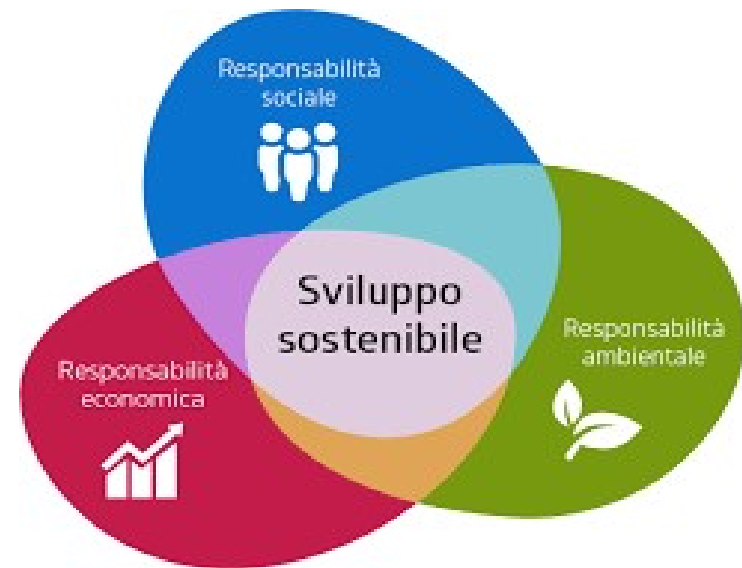 Responsabilità
sociale
Sviluppo
sostenibile
Responsabilità
ambientale
Responsabilità
economica